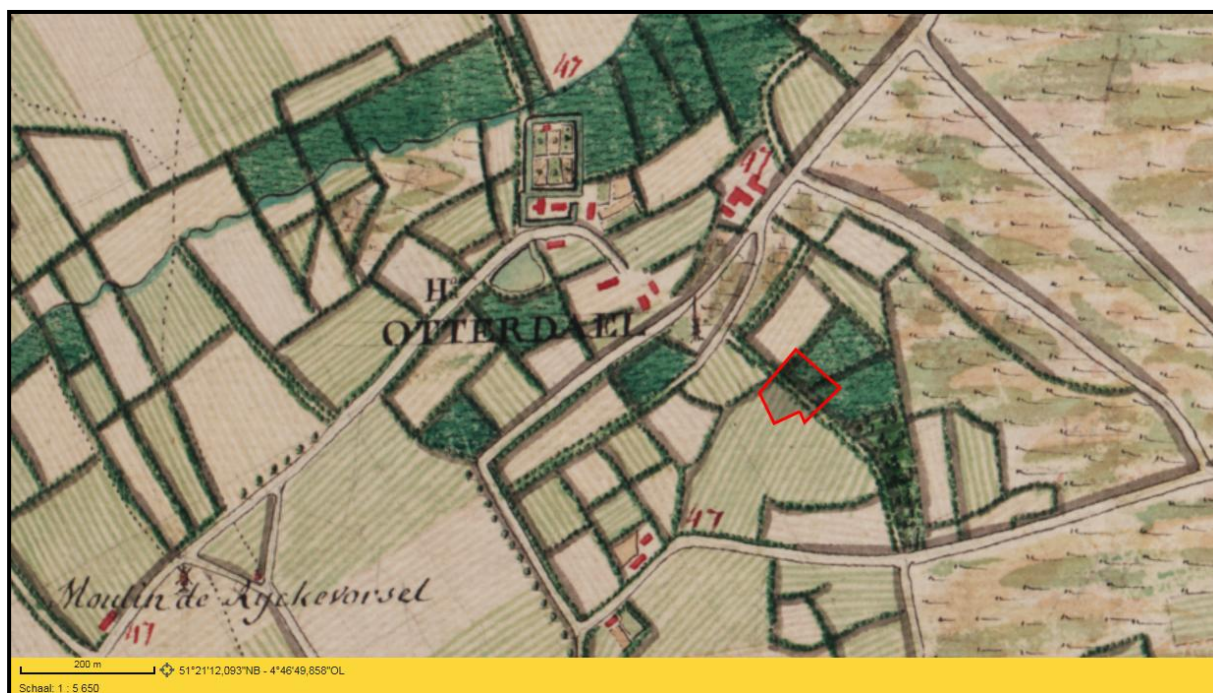 47
47
H.ª
OTTERDAEL
47
Moulin de Ryckevorsel
47
200 m
51°21'12,093"NB - 4°46'49,858"OL
Schaal: 1 : 5 650